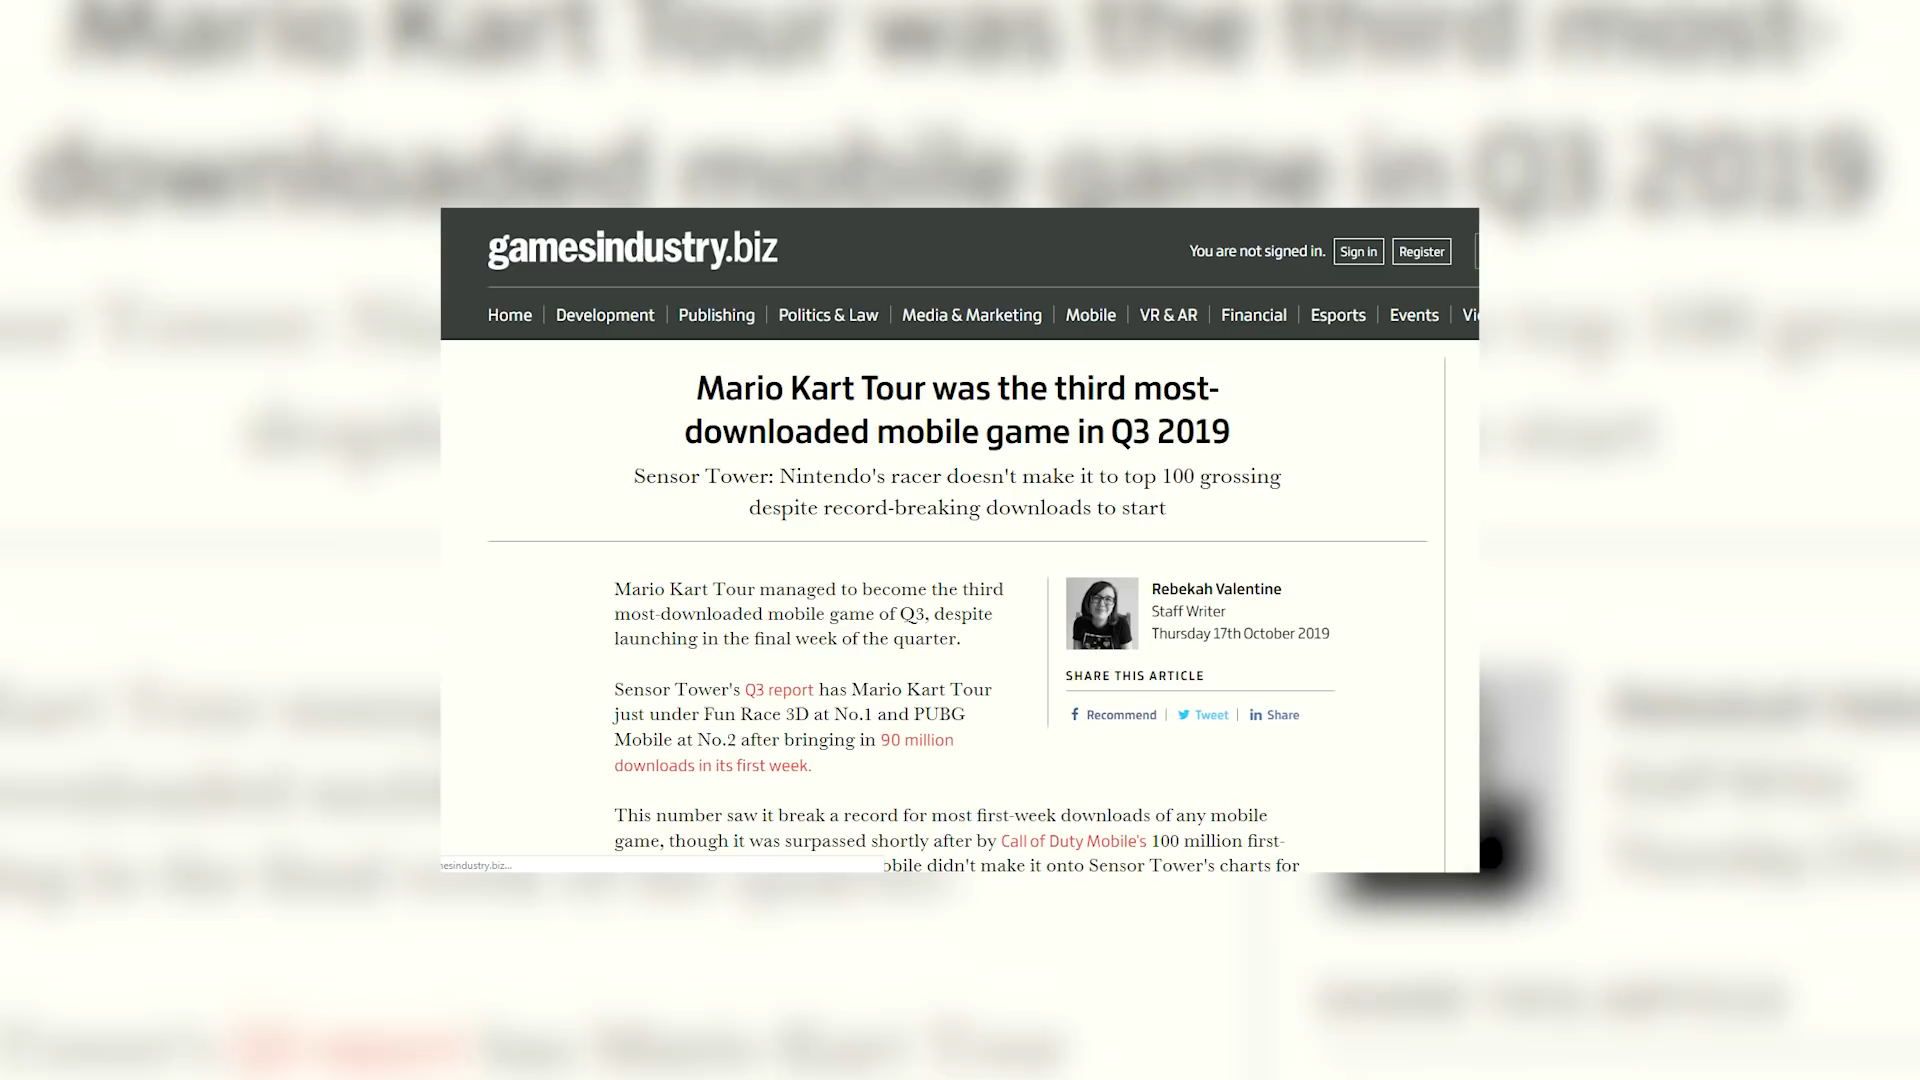 gamesindustry.biz
You are not signed in. Sign in Register
Home Development Publishing Politics & Law Media & Marketing Mobile VR & AR Financial Esports Events
Mario Kart Tour was the third most-
downloaded mobile game in Q3 2019
Sensor Tower: Nintendo's racer doesn't make it to top 100 grossing
despite record-breaking downloads to start
Mario Kart Tour managed to become the third
most-downloaded mobile game of Q3, despite
launching in the final week of the quarter.
Sensor Tower's Q3 report has Mario Kart Tour
just under Fun Race 3D at No.1 and PUBG
Mobile at No.2 after bringing in 90 million
downloads in its first week.
Rebekah Valentine
Staff Writer
Thursday 17th October 2019
SHARE THIS ARTICLE
Recommend Tweet Share
This number saw it break a record for most first-week downloads of any mobile
game, though it was surpassed shortly after by Call of Duty Mobile's 100 million first-
didn't make it onto Sensor Tower's charts for